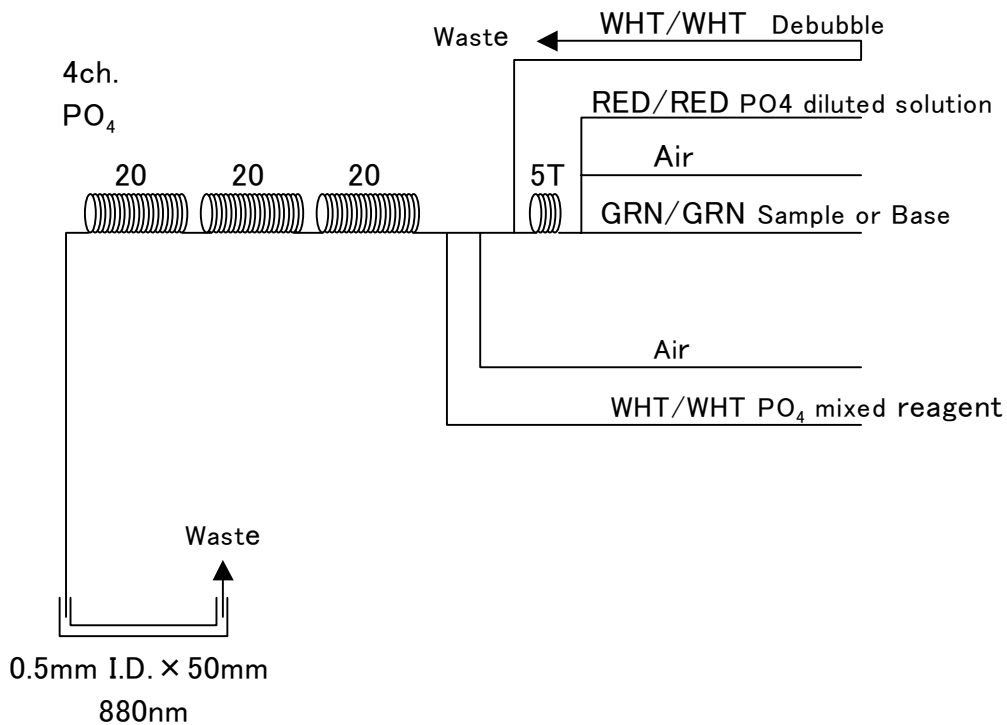 Waste WHT/WHT Debubble
4ch.
PO₄
RED/RED PO4 diluted solution
Air
20 20 20 5T
GRN/GRN Sample or Base
Air
WHT/WHT PO₄ mixed reagent
Waste
0.5mm I.D. × 50mm
880nm